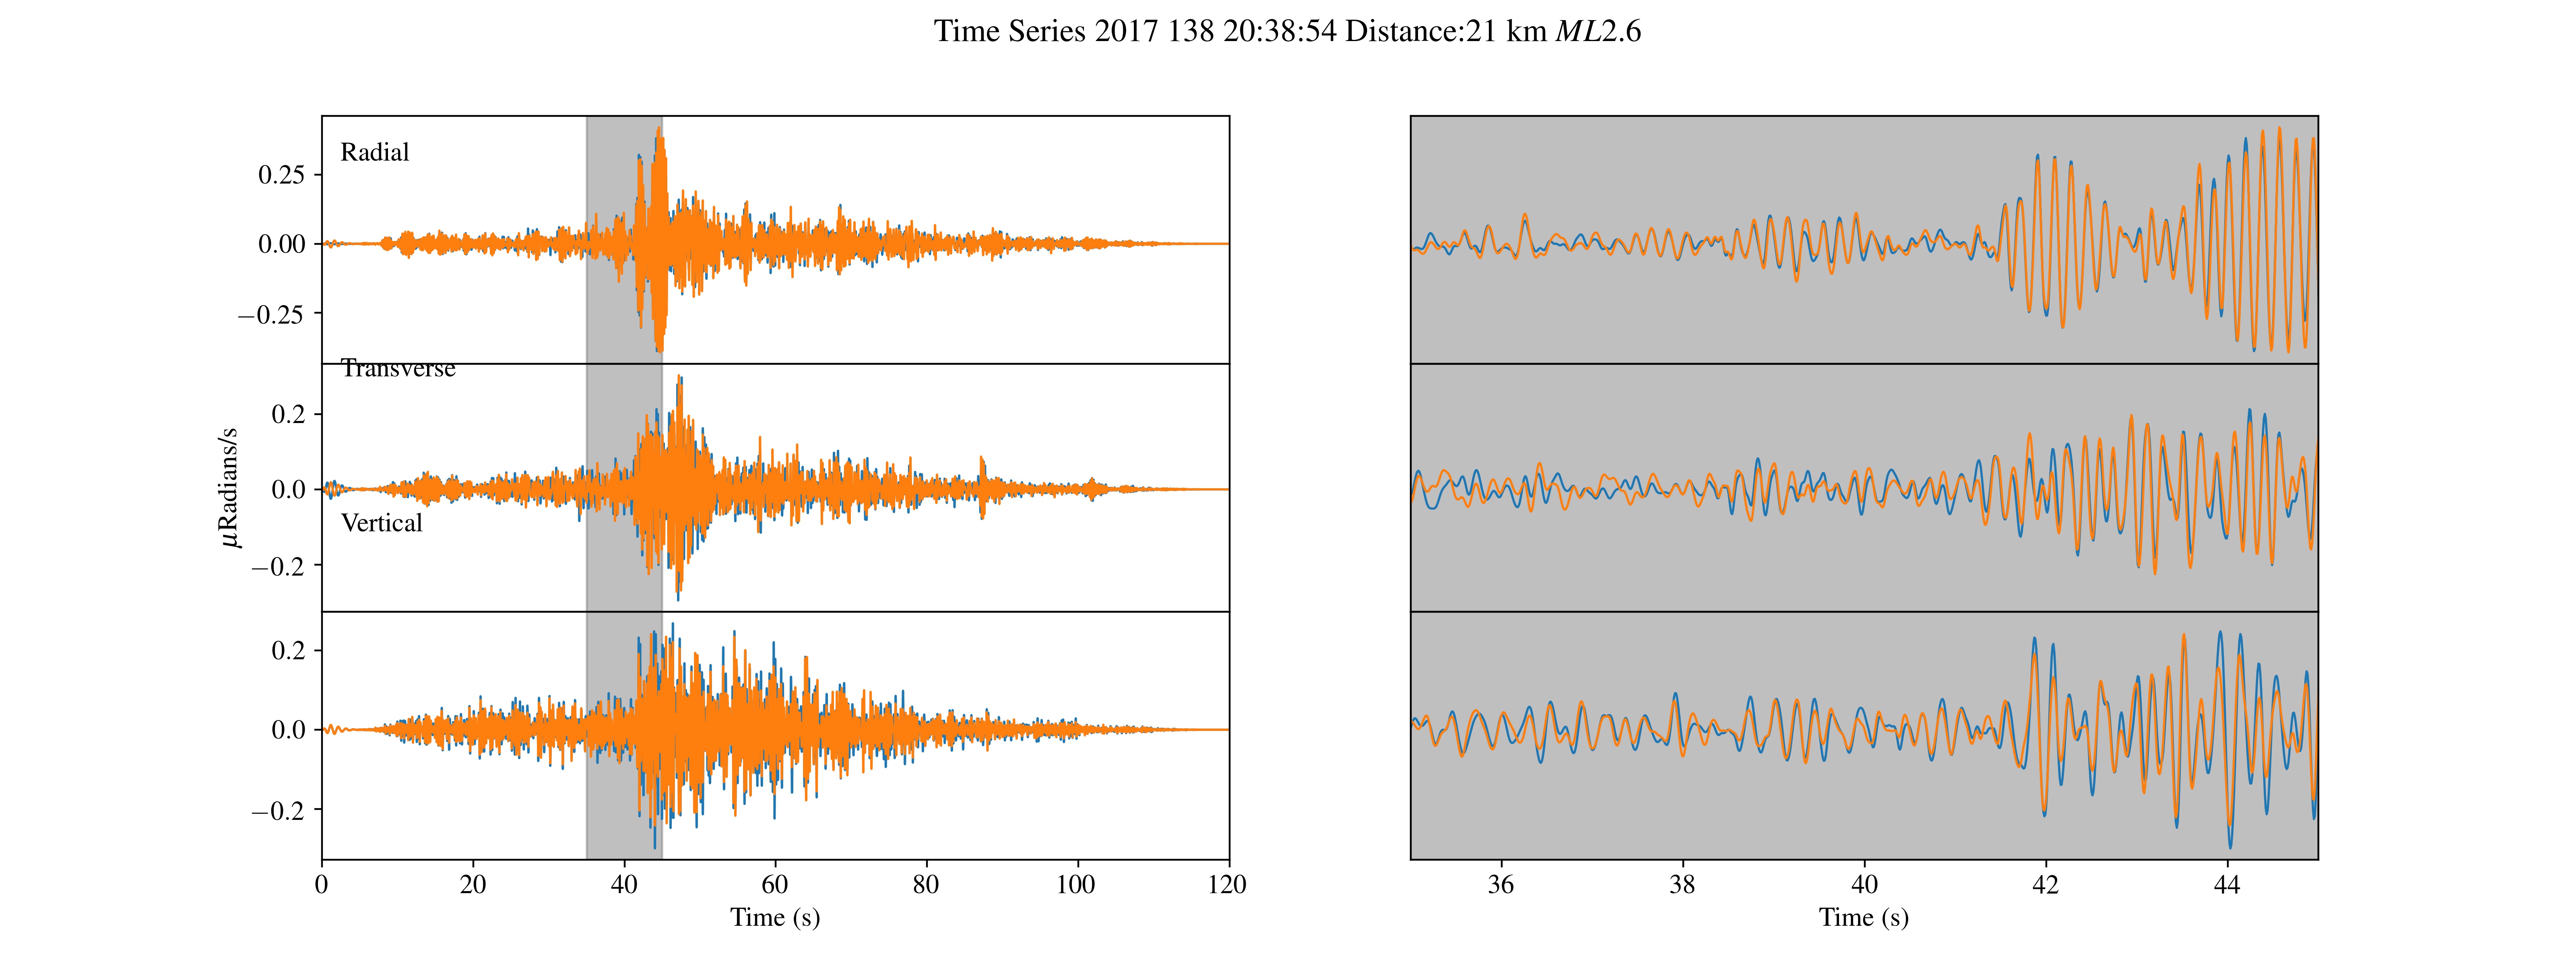 Time Series 2017 138 20:38:54 Distance:21 km ML2.6
Radial
0.25
0.00
−0.25
Transverse
0.2
0.0
−0.2
Vertical
μRadians/s
0.2
0.0
−0.2
0 20 40 60 80 100 120
Time (s)
36 38 40 42 44
Time (s)